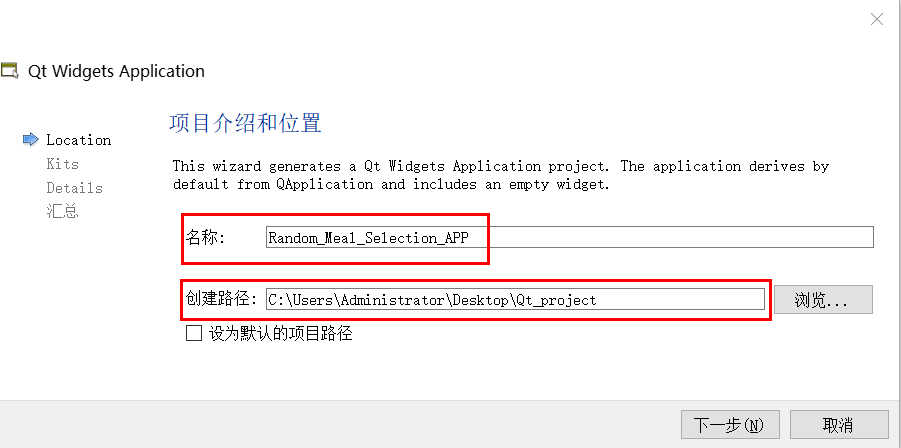 Qt Widgets Application
Location
Kits
Details
汇总
项目介绍和位置
This wizard generates a Qt Widgets Application project. The application derives by
default from QApplication and includes an empty widget.
名称: Random_Meal_Selection_APP
创建路径: C:\Users\Administrator\Desktop\Qt_project 浏览...
设为默认的项目路径
下一步(N) 取消